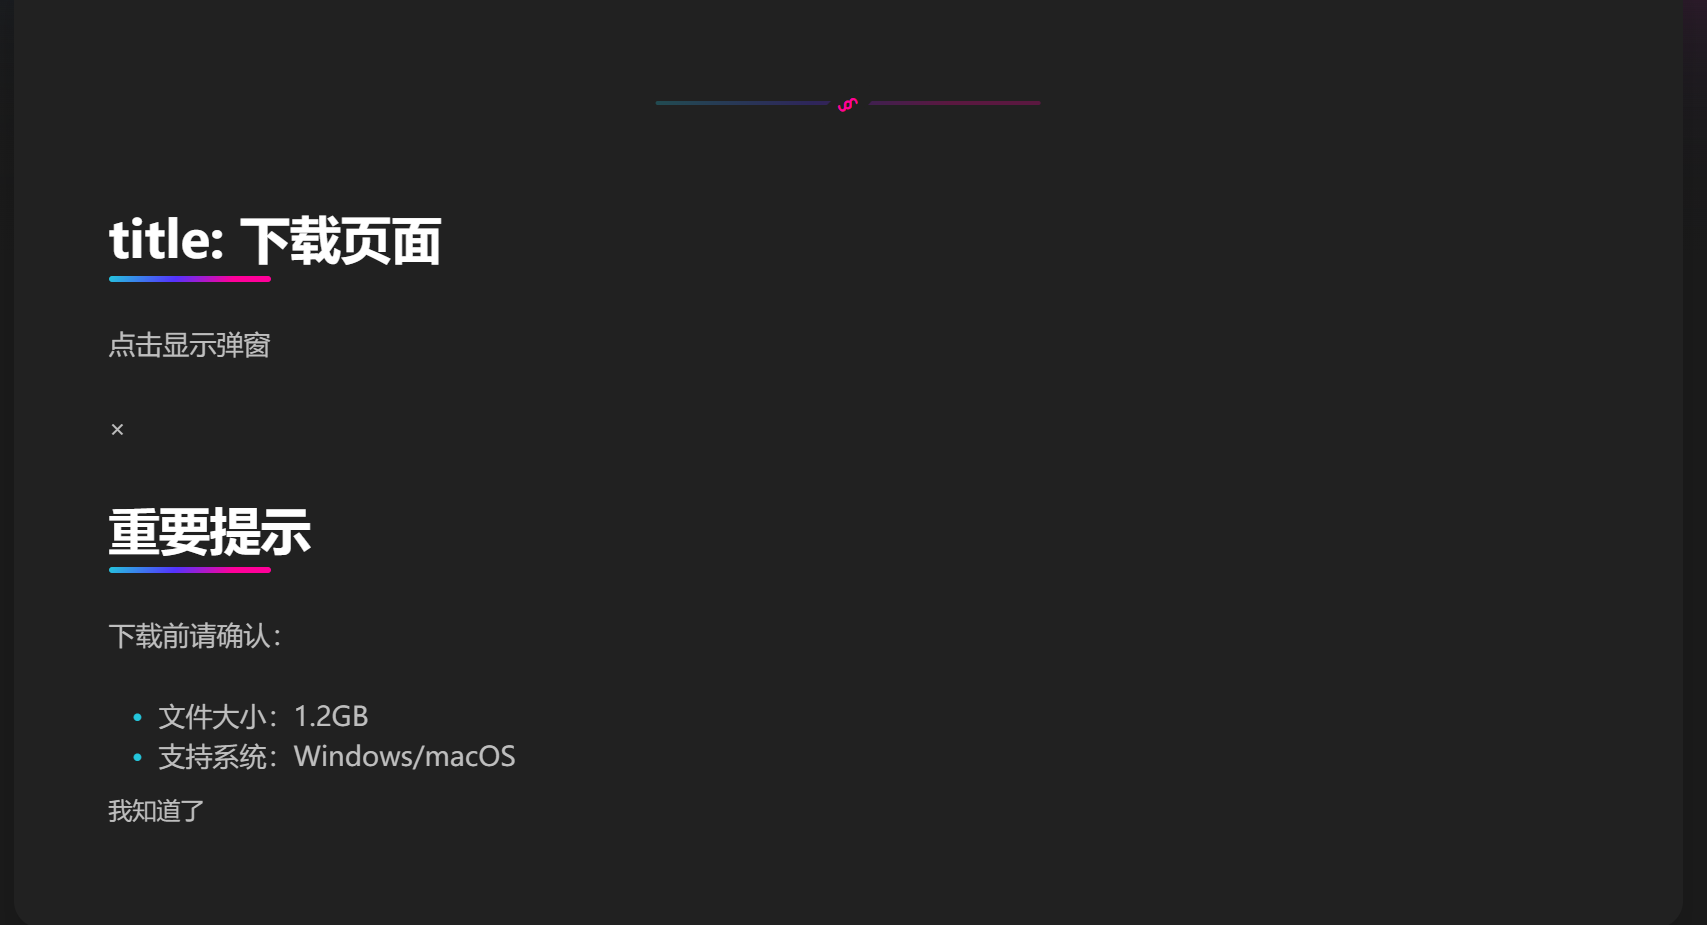 title: 下载页面
点击显示弹窗
×
重要提示
下载前请确认：
• 文件大小：1.2GB
• 支持系统：Windows/macOS
我知道了